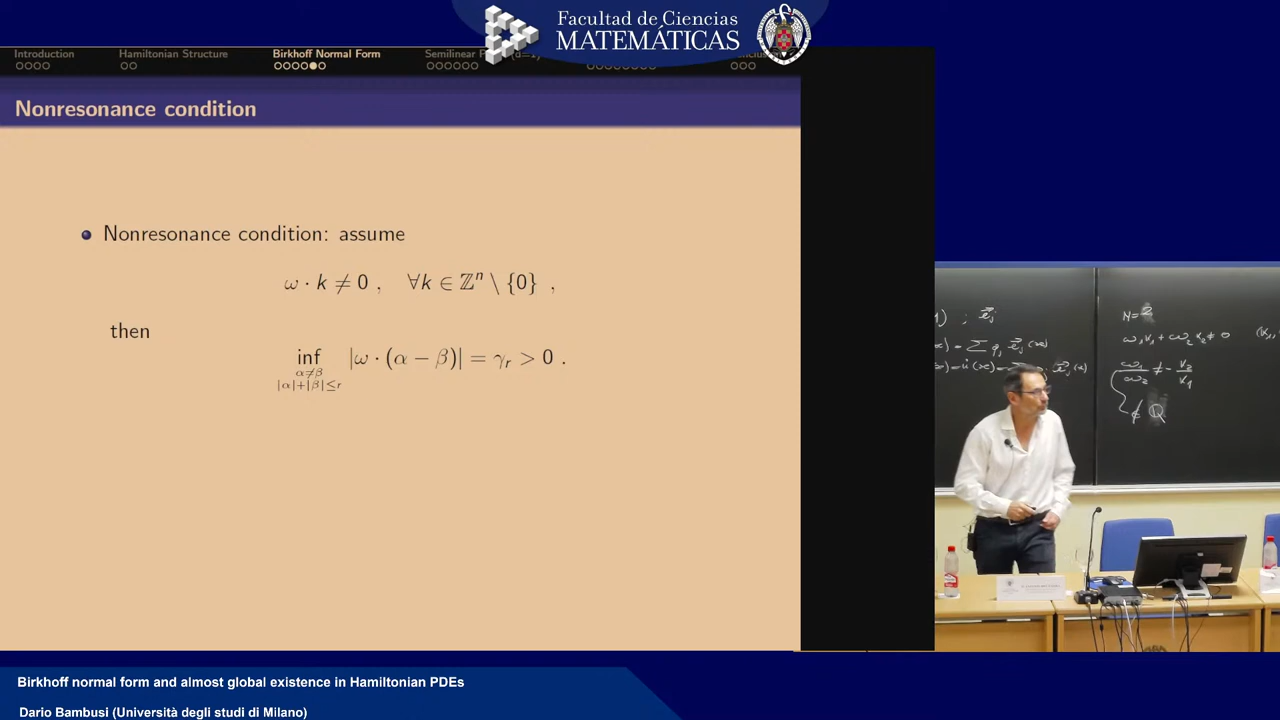 Facultad de Ciencias
MATEMÁTICAS
Introduction
Hamiltonian Structure
Birkhoff Normal Form
Semilinear
Nonresonance condition
Nonresonance condition: assume
ω · k ≠ 0 , ∀k ∈ ℤⁿ \ {0} ,
then
inf |ω · (α − β)| = γᵣ > 0 .
α≠β
|α|+|β|≤r
N=2
ω₁k₁ + ω₂k₂ ≠ 0
ω₁/ω₂ ≠ - k₂/k₁
∉ Q
Birkhoff normal form and almost global existence in Hamiltonian PDEs
Dario Bambusi (Università degli studi di Milano)